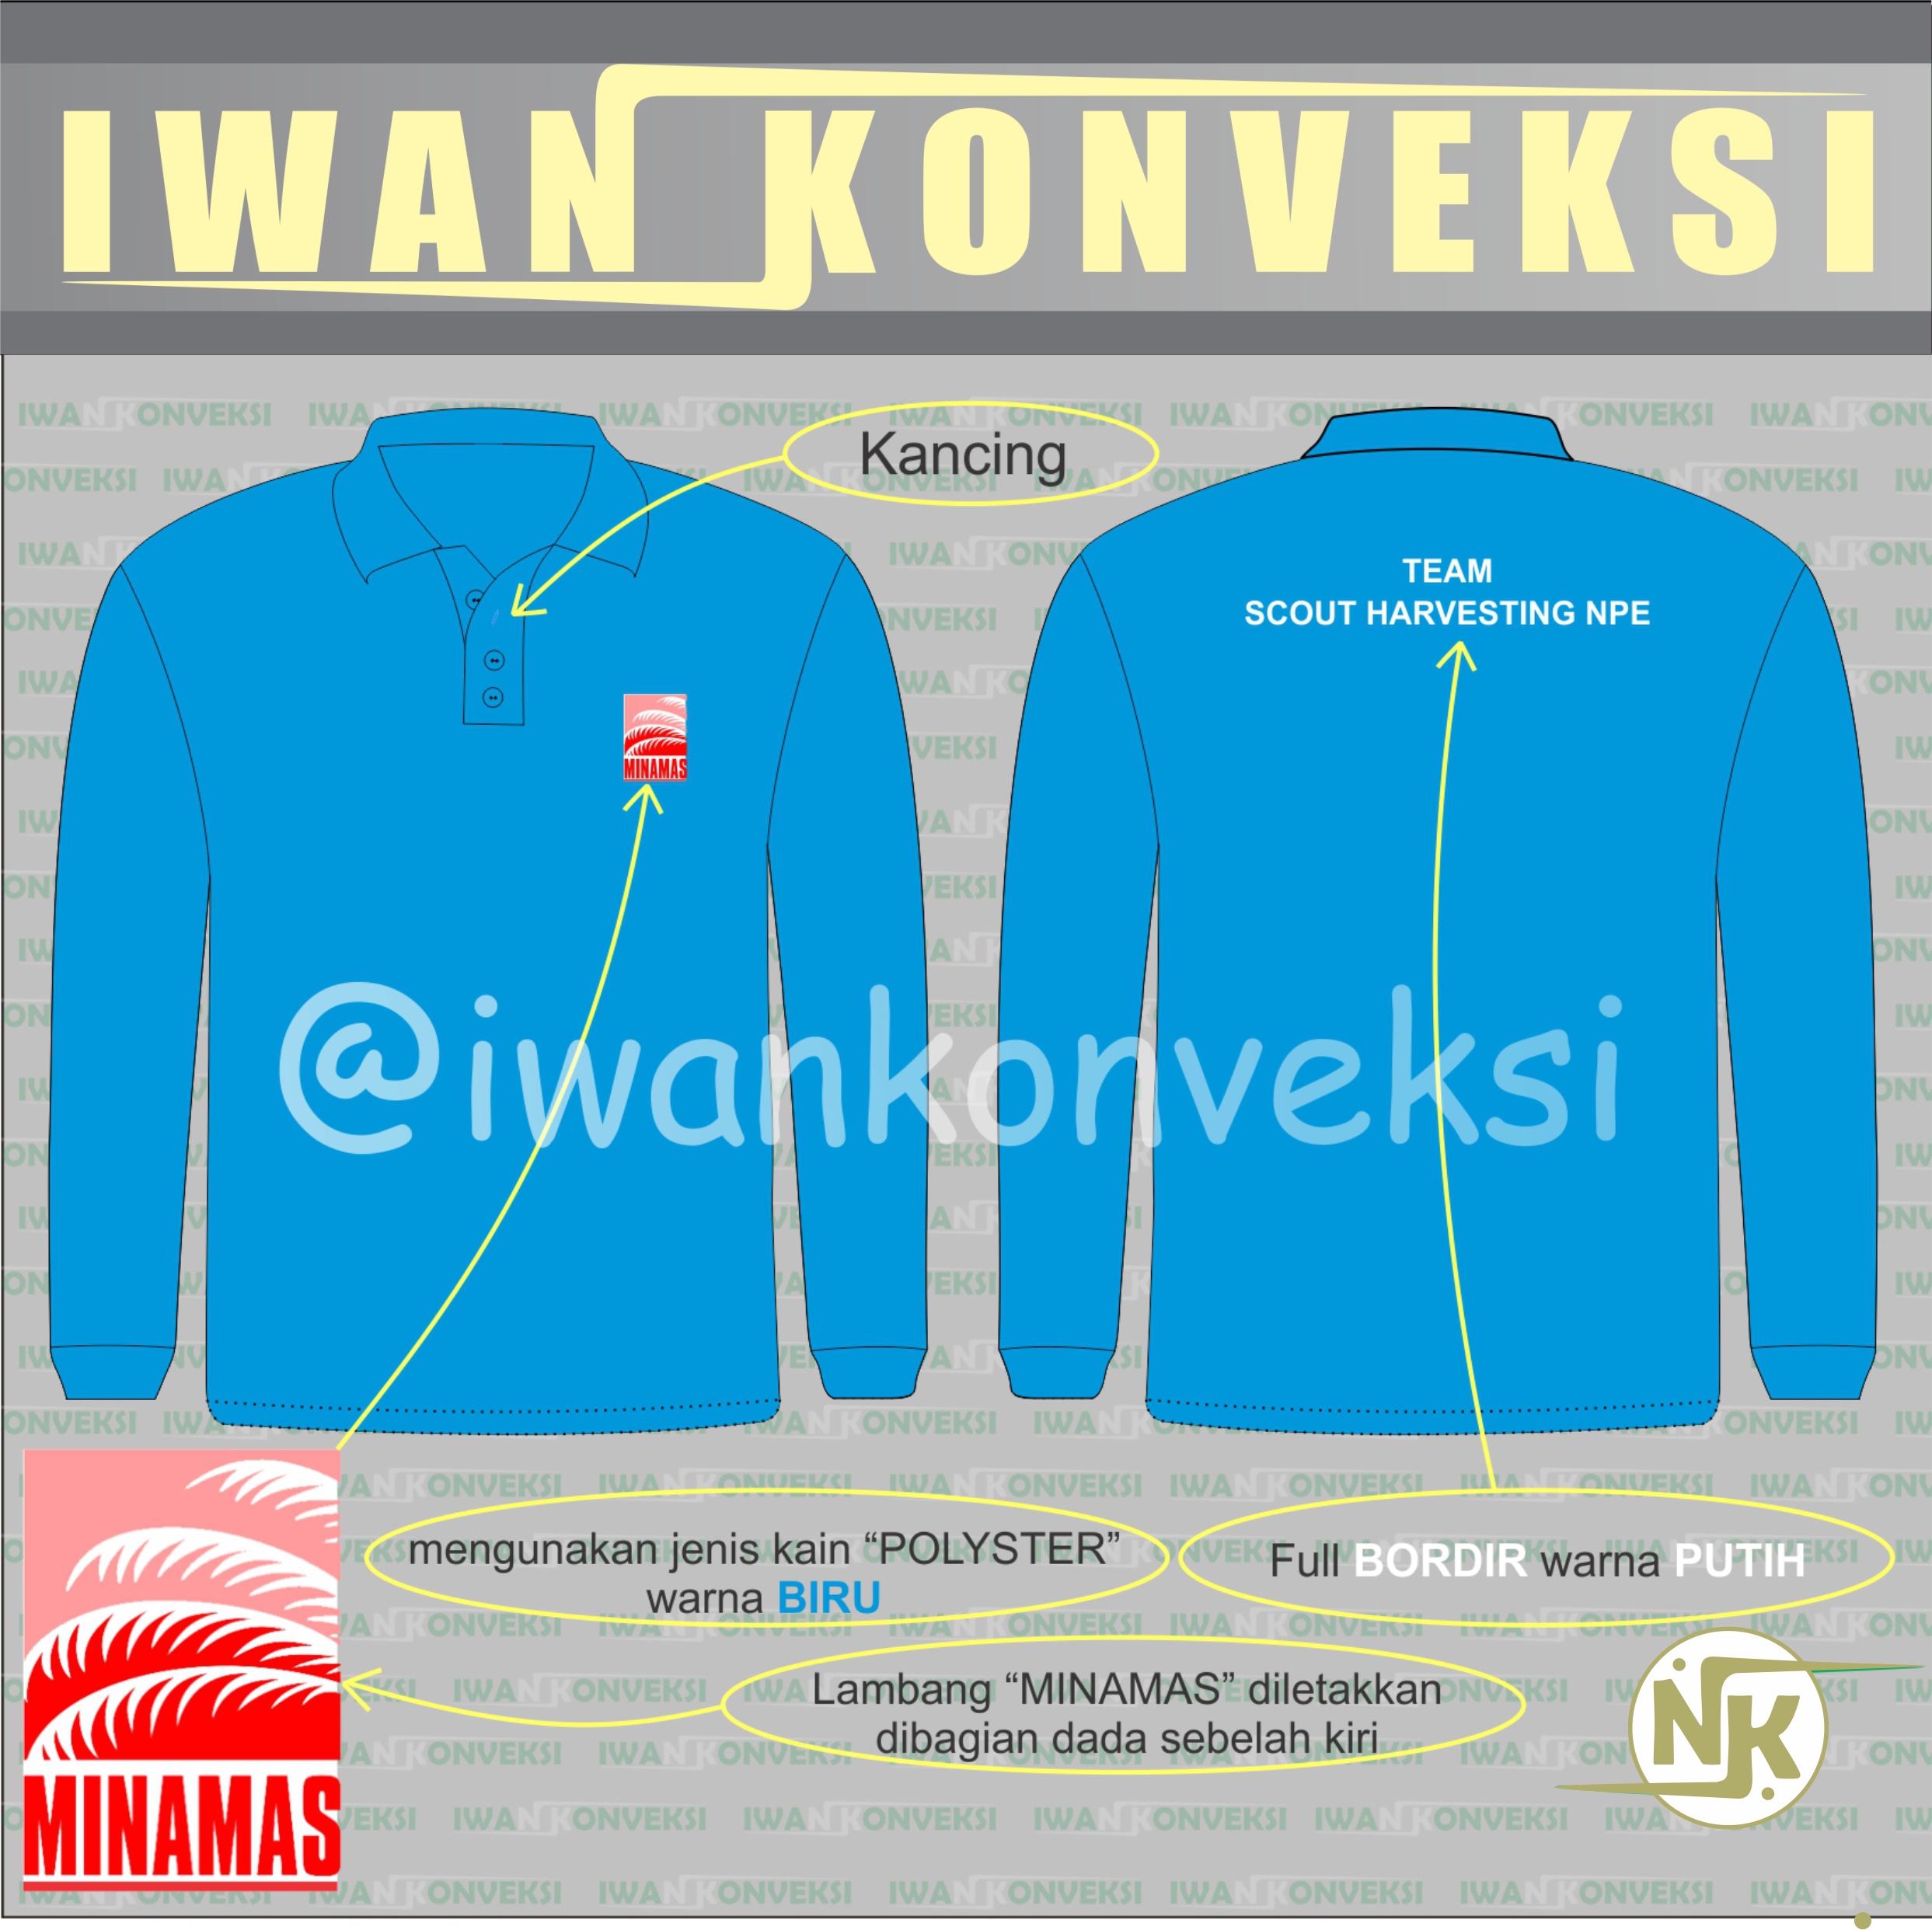 IWAN KONVEKSI
Kancing
TEAM
SCOUT HARVESTING NPE
MINAMAS
@iwankonveksi
mengunakan jenis kain “POLYSTER”
warna BIRU
Full BORDIR warna PUTIH
Lambang “MINAMAS” diletakkan
dibagian dada sebelah kiri
MINAMAS
NK